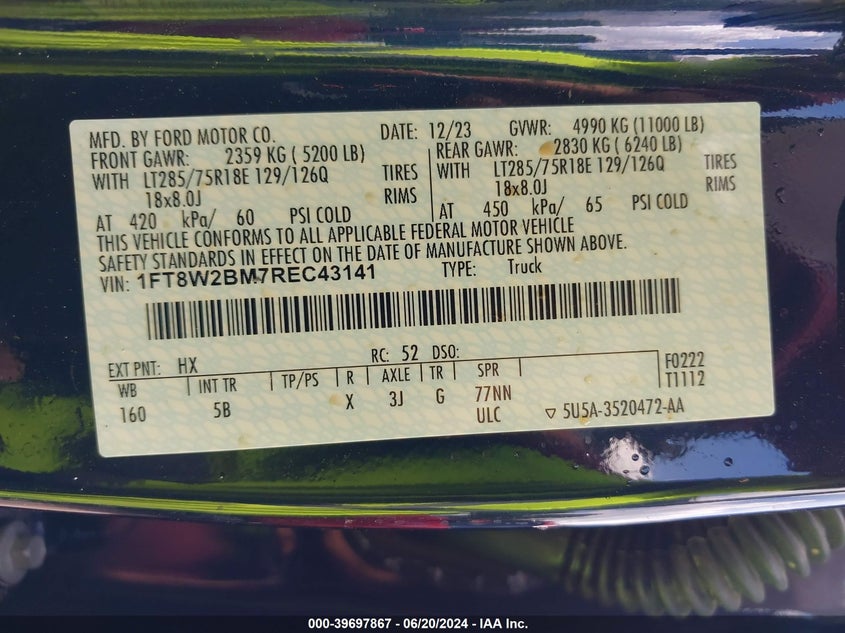 MFD. BY FORD MOTOR CO. DATE: 12/23 GVWR: 4990 KG (11000 LB)
FRONT GAWR: 2359 KG ( 5200 LB) REAR GAWR: 2830 KG ( 6240 LB)
WITH LT285/75R18E 129/126Q TIRES WITH LT285/75R18E 129/126Q TIRES
18x8.0J RIMS 18x8.0J RIMS
AT 420 kPa/ 60 PSI COLD AT 450 kPa/ 65 PSI COLD
THIS VEHICLE CONFORMS TO ALL APPLICABLE FEDERAL MOTOR VEHICLE
SAFETY STANDARDS IN EFFECT ON THE DATE OF MANUFACTURE SHOWN ABOVE.
VIN: 1FT8W2BM7REC43141 TYPE: Truck
EXT PNT: HX RC: 52 DSO:
WB INT TR TP/PS R AXLE TR SPR F0222
T1112
160 5B X 3J G 77NN
ULC ▽ 5U5A-3520472-AA
000-39697867 - 06/20/2024 - IAA Inc.